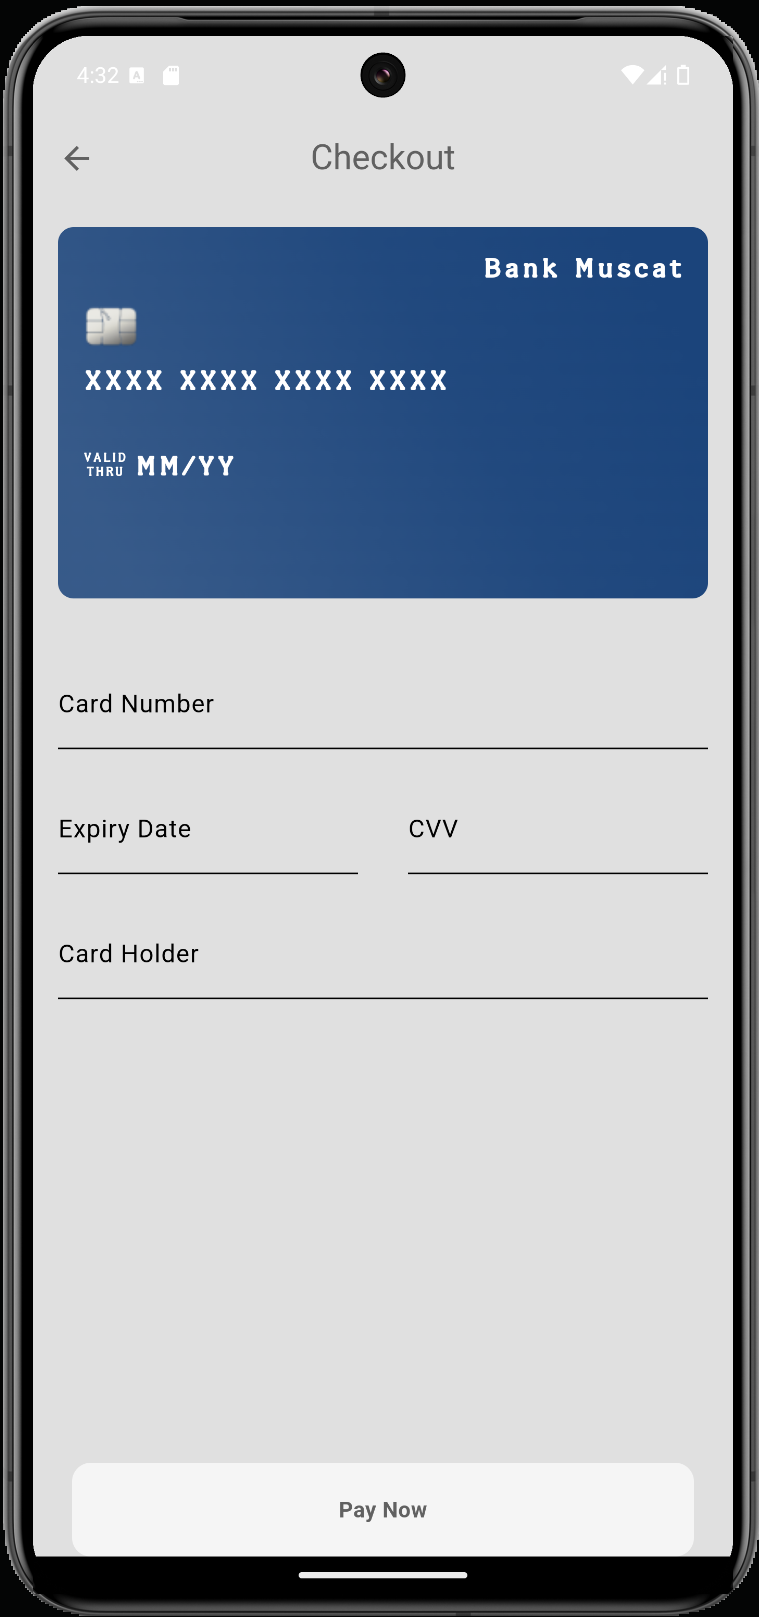 4:32
Checkout
Bank Muscat
XXXX XXXX XXXX XXXX
VALID
THRU MM/YY
Card Number
Expiry Date CVV
Card Holder
Pay Now